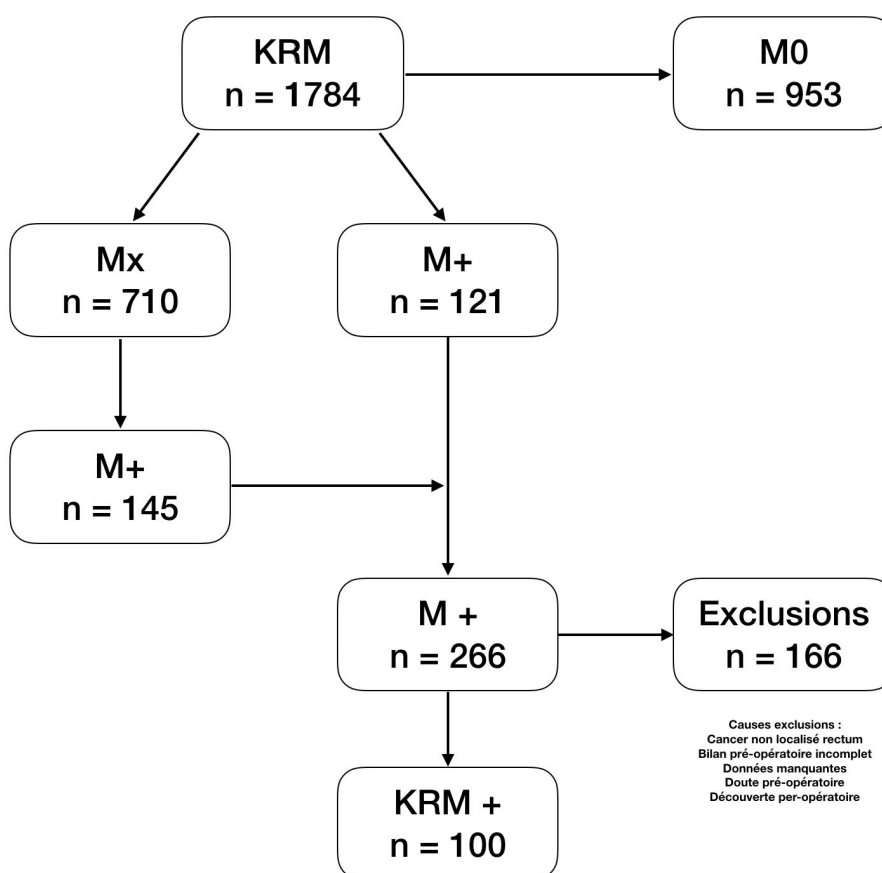 KRM
n = 1784
M0
n = 953
Mx
n = 710
M+
n = 121
M+
n = 145
M +
n = 266
Exclusions
n = 166
Causes exclusions :
Cancer non localisé rectum
Bilan pré-opératoire incomplet
Données manquantes
Doute pré-opératoire
Découverte per-opératoire
KRM +
n = 100